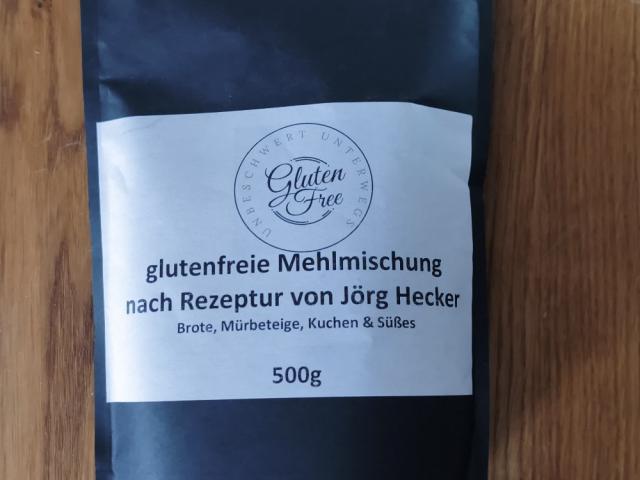 UNBESCHWERT UNTERWEGS
Gluten
Free
glutenfreie Mehlmischung
nach Rezeptur von Jörg Hecker
Brote, Mürbeteige, Kuchen & Süßes
500g